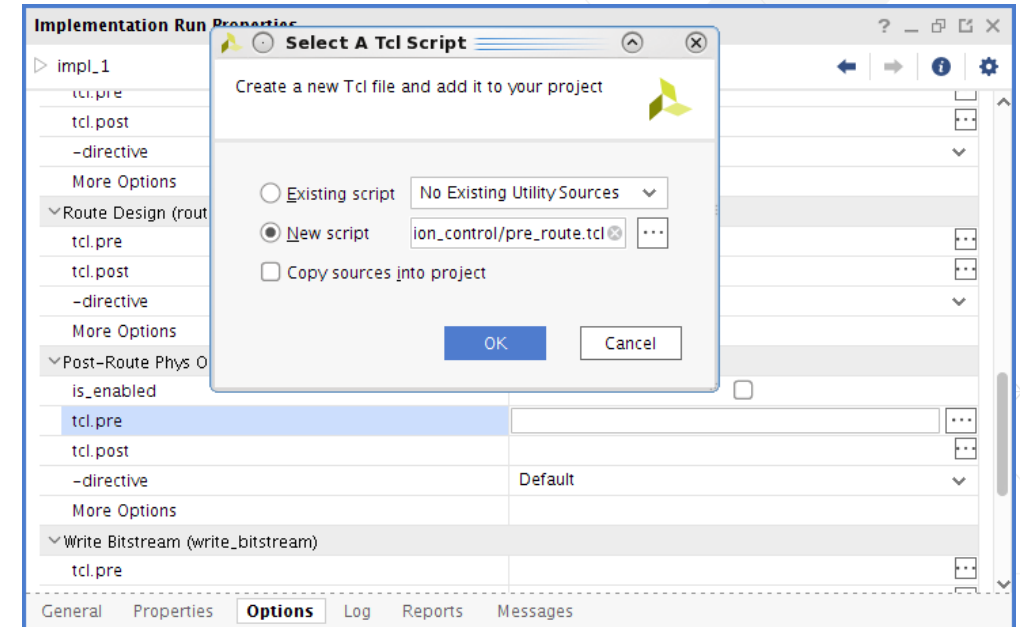 Implementation Run Properties
Select A Tcl Script
impl_1
Create a new Tcl file and add it to your project
tcl.pre
tcl.post
-directive
More Options
Existing script No Existing Utility Sources
Route Design (rout
New script ion_control/pre_route.tcl
tcl.pre
tcl.post
Copy sources into project
-directive
More Options
OK Cancel
Post-Route Phys O
is_enabled
tcl.pre
tcl.post
-directive Default
More Options
Write Bitstream (write_bitstream)
tcl.pre
General Properties Options Log Reports Messages